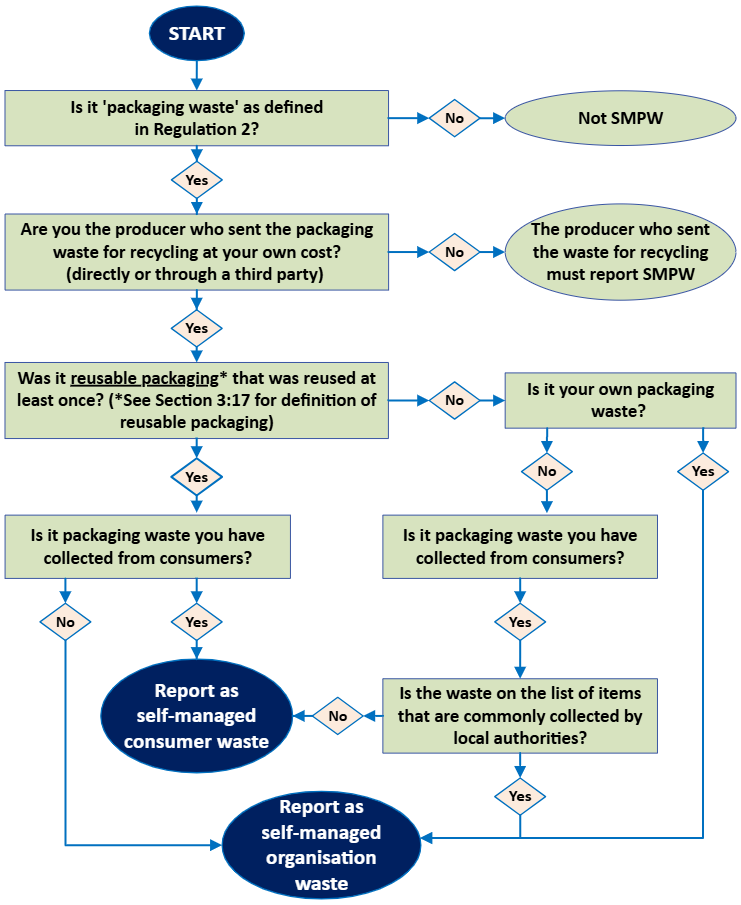 START
Is it 'packaging waste' as defined
in Regulation 2?
No
Not SMPW
Yes
Are you the producer who sent the packaging
waste for recycling at your own cost?
(directly or through a third party)
No
The producer who sent
the waste for recycling
must report SMPW
Yes
Was it reusable packaging* that was reused at
least once? (*See Section 3:17 for definition of
reusable packaging)
No
Is it your own packaging
waste?
Yes
No
Yes
Is it packaging waste you have
collected from consumers?
Is it packaging waste you have
collected from consumers?
No
Yes
Yes
Report as
self-managed
consumer waste
No
Is the waste on the list of items
that are commonly collected by
local authorities?
Yes
Report as
self-managed
organisation
waste